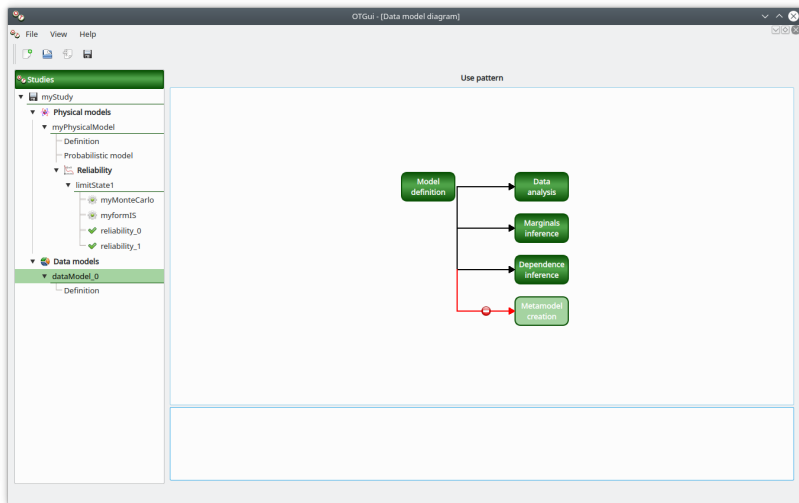 OTGui - [Data model diagram]
File View Help
Studies
Use pattern
myStudy
Physical models
myPhysicalModel
Definition
Probabilistic model
Reliability
limitState1
myMonteCarlo
myformIS
reliability_0
reliability_1
Data models
dataModel_0
Definition
Model
definition
Data
analysis
Marginals
inference
Dependence
inference
Metamodel
creation